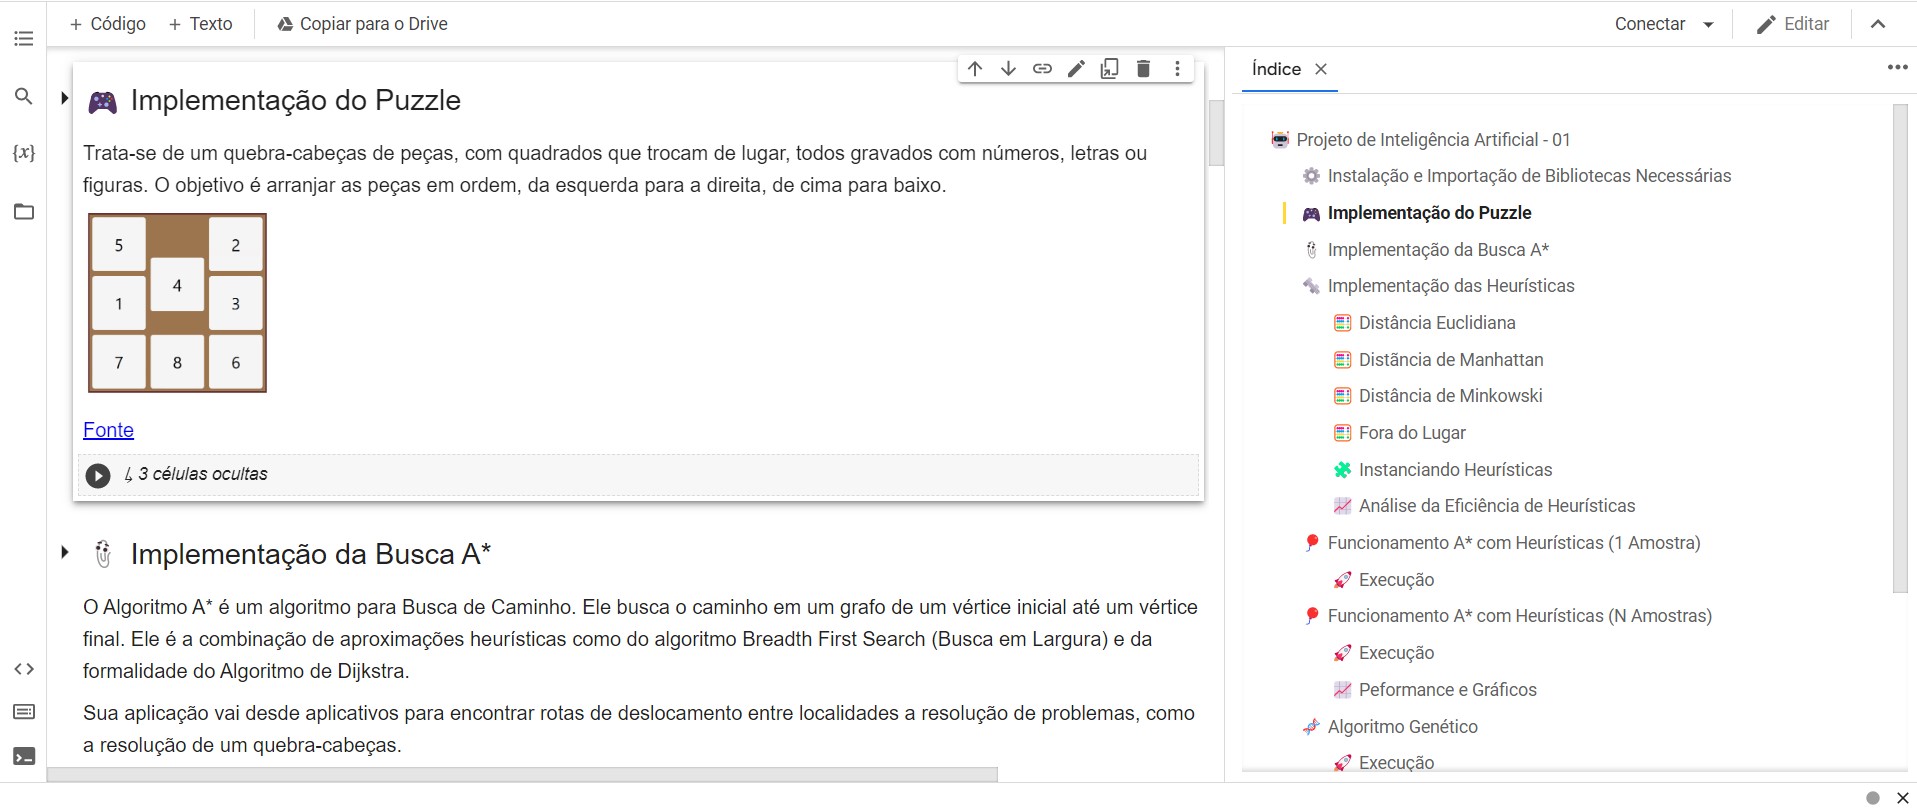 + Código + Texto Copiar para o Drive
Conectar Editar
Implementação do Puzzle
Trata-se de um quebra-cabeças de peças, com quadrados que trocam de lugar, todos gravados com números, letras ou
figuras. O objetivo é arranjar as peças em ordem, da esquerda para a direita, de cima para baixo.
5 2
4
1 3
7 8 6
Fonte
3 células ocultas
Implementação da Busca A*
O Algoritmo A* é um algoritmo para Busca de Caminho. Ele busca o caminho em um grafo de um vértice inicial até um vértice
final. Ele é a combinação de aproximações heurísticas como do algoritmo Breadth First Search (Busca em Largura) e da
formalidade do Algoritmo de Dijkstra.
Sua aplicação vai desde aplicativos para encontrar rotas de deslocamento entre localidades a resolução de problemas, como
a resolução de um quebra-cabeças.
Índice
Projeto de Inteligência Artificial - 01
Instalação e Importação de Bibliotecas Necessárias
Implementação do Puzzle
Implementação da Busca A*
Implementação das Heurísticas
Distância Euclidiana
Distãncia de Manhattan
Distância de Minkowski
Fora do Lugar
Instanciando Heurísticas
Análise da Eficiência de Heurísticas
Funcionamento A* com Heurísticas (1 Amostra)
Execução
Funcionamento A* com Heurísticas (N Amostras)
Execução
Peformance e Gráficos
Algoritmo Genético
Execução
{x}